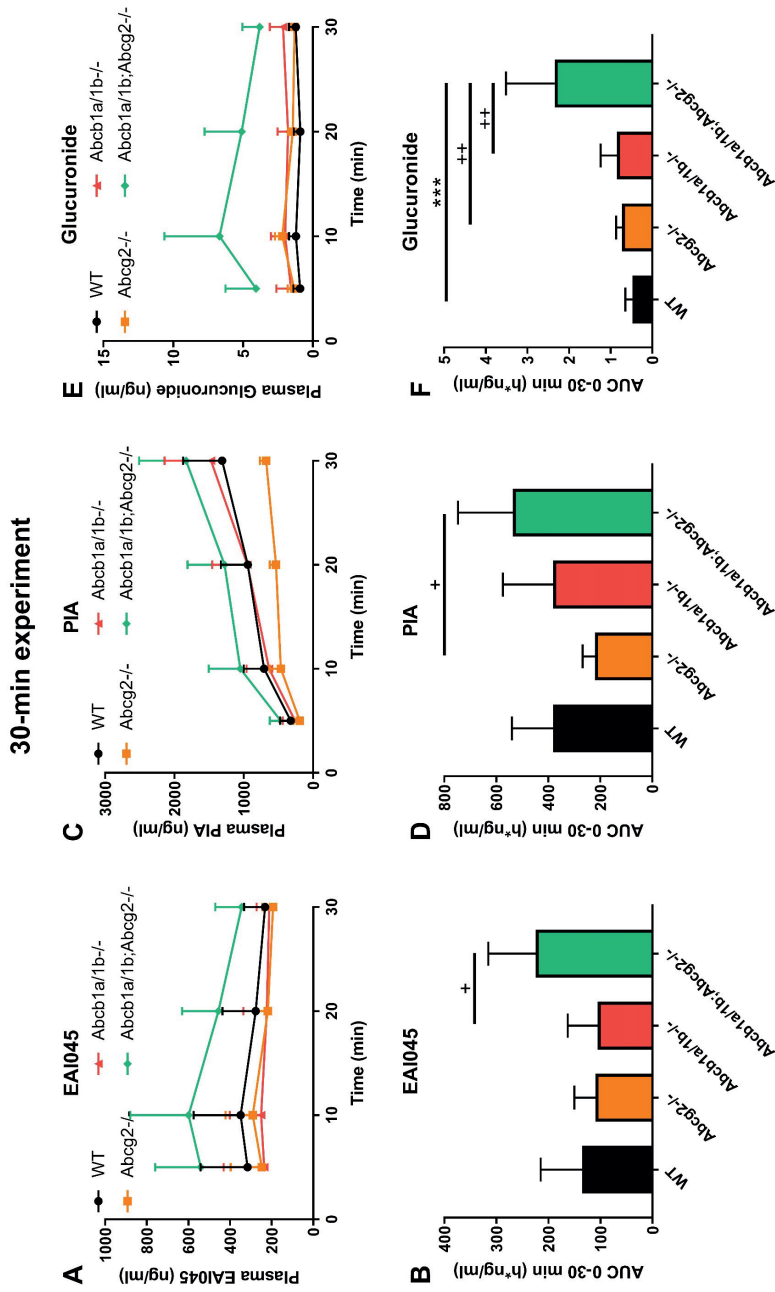 30-min experiment
A
EAI045
WT
Abcb1a/1b-/-
Abcg2-/-
Abcb1a/1b;Abcg2-/-
Plasma EAI045 (ng/ml)
1000
800
600
400
200
0
0
10
20
30
Time (min)
C
PIA
WT
Abcb1a/1b-/-
Abcg2-/-
Abcb1a/1b;Abcg2-/-
Plasma PIA (ng/ml)
3000
2000
1000
0
0
10
20
30
Time (min)
E
Glucuronide
WT
Abcb1a/1b-/-
Abcg2-/-
Abcb1a/1b;Abcg2-/-
Plasma Glucuronide (ng/ml)
15
10
5
0
0
10
20
30
Time (min)
B
EAI045
AUC 0-30 min (h*ng/ml)
400
300
200
100
0
+
WT
Abcg2-/-
Abcb1a/1b-/-
Abcb1a/1b;Abcg2-/-
D
PIA
AUC 0-30 min (h*ng/ml)
800
600
400
200
0
+
WT
Abcg2-/-
Abcb1a/1b-/-
Abcb1a/1b;Abcg2-/-
F
Glucuronide
AUC 0-30 min (h*ng/ml)
5
4
3
2
1
0
***
++
++
WT
Abcg2-/-
Abcb1a/1b-/-
Abcb1a/1b;Abcg2-/-